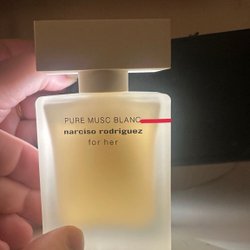 PURE MUSC BLANC
narciso rodriguez
for her